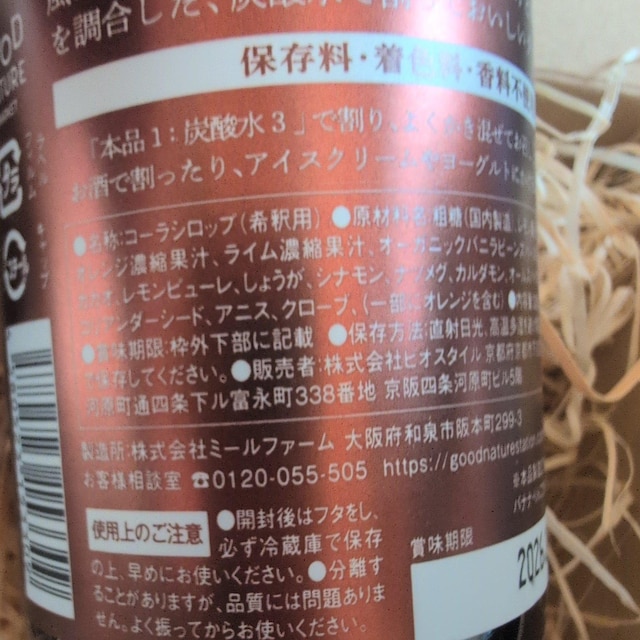 を調合した、炭酸水で割っておいしい
保存料・着色料・香料不使
「本品1：炭酸水3」で割り、よくかき混ぜてお
お酒で割ったり、アイスクリームやヨーグルトに
●名称:コーラシロップ(希釈用) ●原材料名:粗糖(国内製造)、
オレンジ濃縮果汁、ライム濃縮果汁、オーガニックバニラビーンズ
レモンピューレ、しょうが、シナモン、ナツメグ、カルダモン、
コリアンダーシード、アニス、クローブ、(一部にオレンジを含む)
●賞味期限:枠外下部に記載 ●保存方法:直射日光、高温多湿
で保存してください。●販売者:株式会社ビオスタイル 京都府京都
河原町通四条下ル富永町338番地 京阪四条河原町ビル5階
製造所:株式会社ミールファーム 大阪府和泉市阪本町299-3
お客様相談室 ☎0120-055-505 https://goodnaturestation.com
使用上のご注意
●開封後はフタをし、
必ず冷蔵庫で保存
の上、早めにお使いください。●分離す
ることがありますが、品質には問題ありま
せん。よく振ってからお使いください。
賞味期限
2026